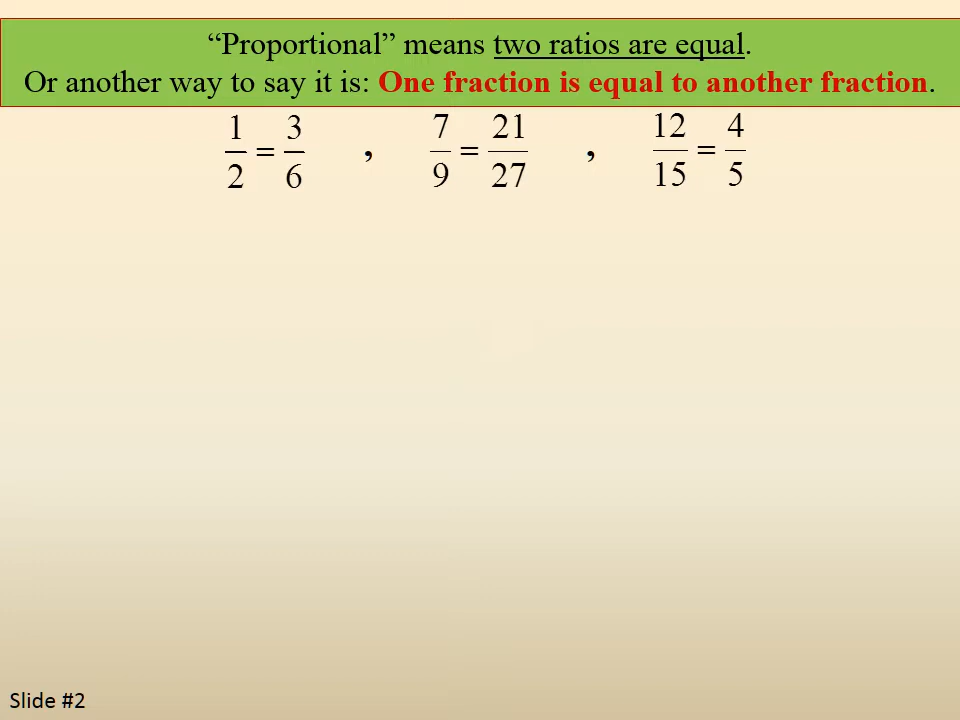 “Proportional” means two ratios are equal.
Or another way to say it is: One fraction is equal to another fraction.
1/2 = 3/6 , 7/9 = 21/27 , 12/15 = 4/5
Slide #2